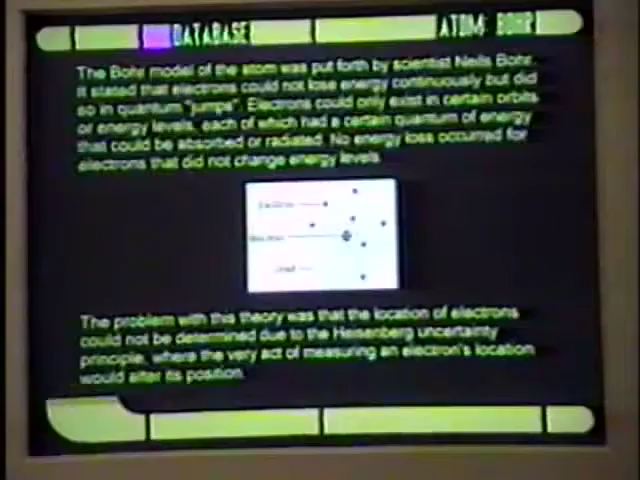 DATABASE
ATOM: BOHR
The Bohr model of the atom was put forth by scientist Neils Bohr.
It stated that electrons could not lose energy continuously but did
so in quantum "jumps". Electrons could only exist in certain orbits
or energy levels, each of which had a certain quantum of energy
that could be absorbed or radiated. No energy loss occurred for
electrons that did not change energy levels.
The problem with this theory was that the location of electrons
could not be determined due to the Heisenberg uncertainty
principle, where the very act of measuring an electron's location
would alter its position.